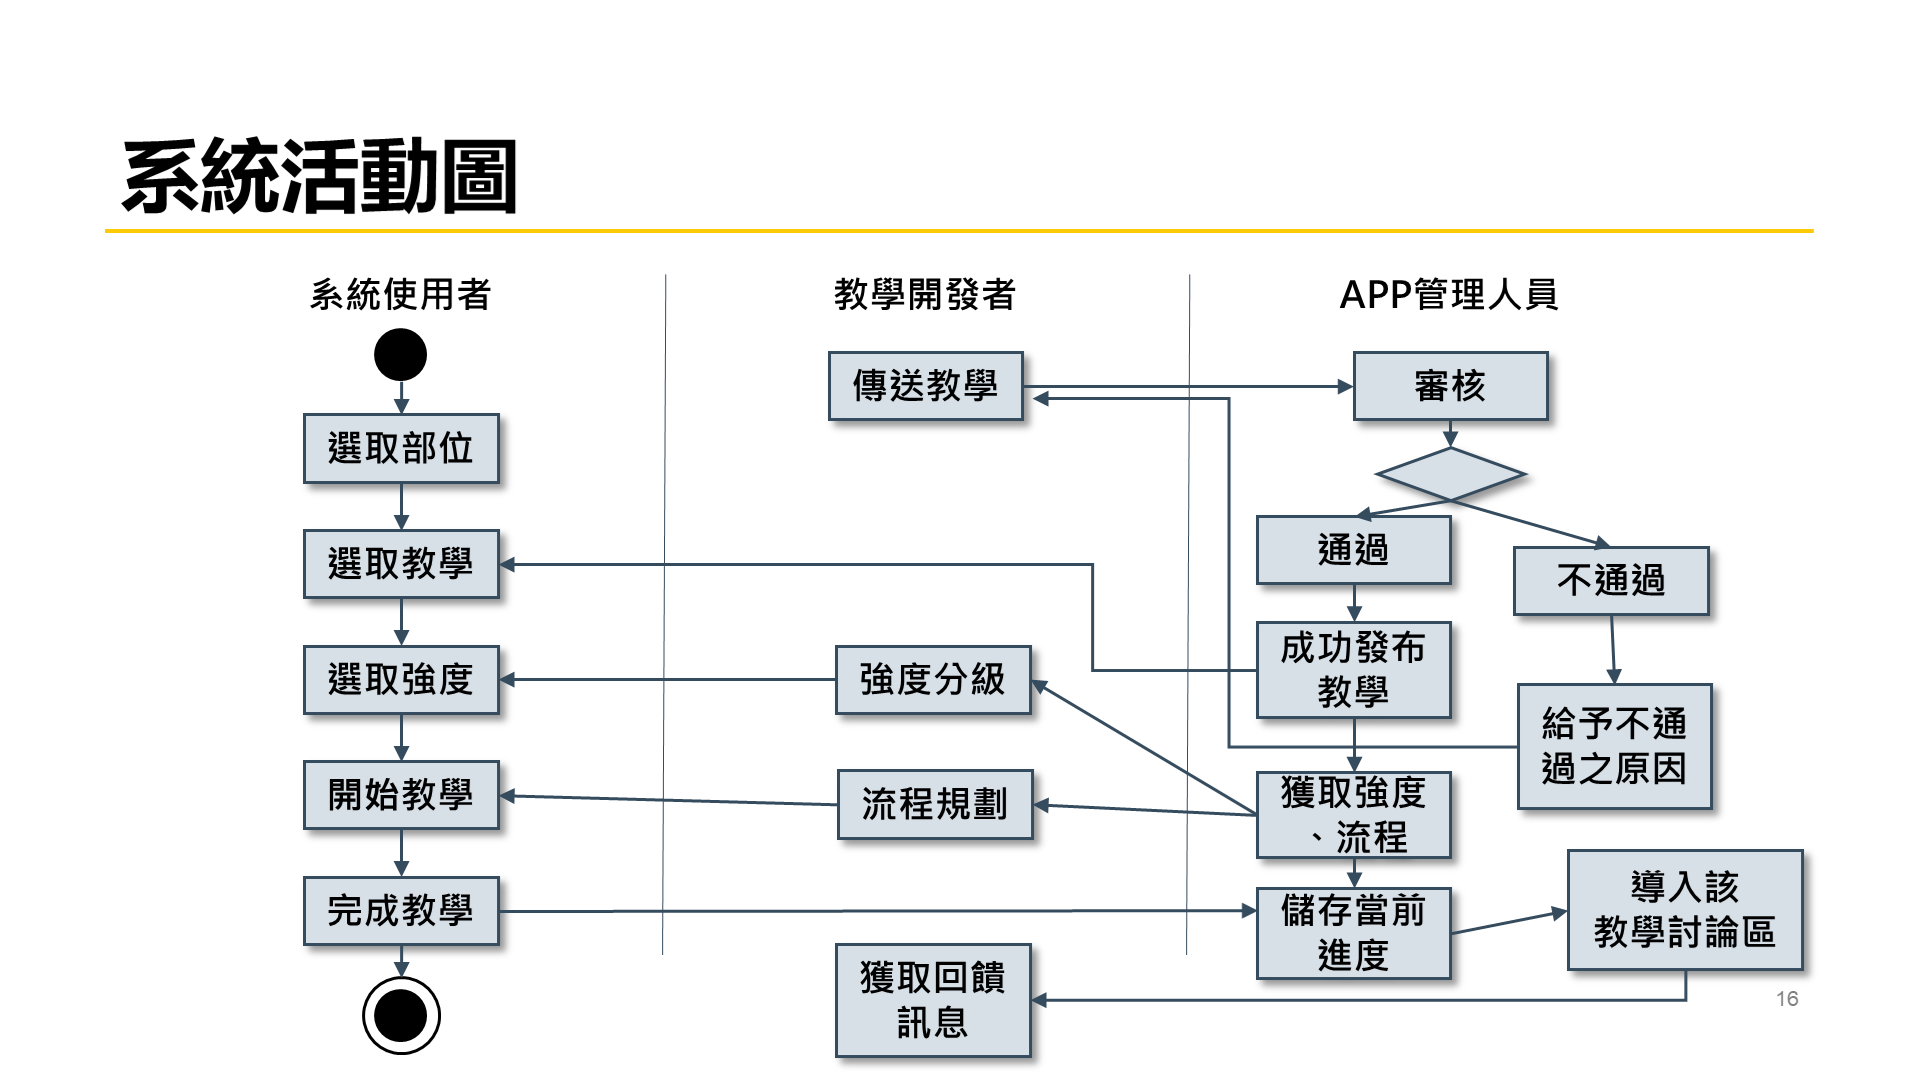 系統活動圖
系統使用者
教學開發者
APP管理人員
選取部位
選取教學
選取強度
開始教學
完成教學
傳送教學
強度分級
流程規劃
獲取回饋
訊息
審核
通過
不通過
成功發布
教學
給予不通
過之原因
獲取強度
、流程
儲存當前
進度
導入該
教學討論區
16